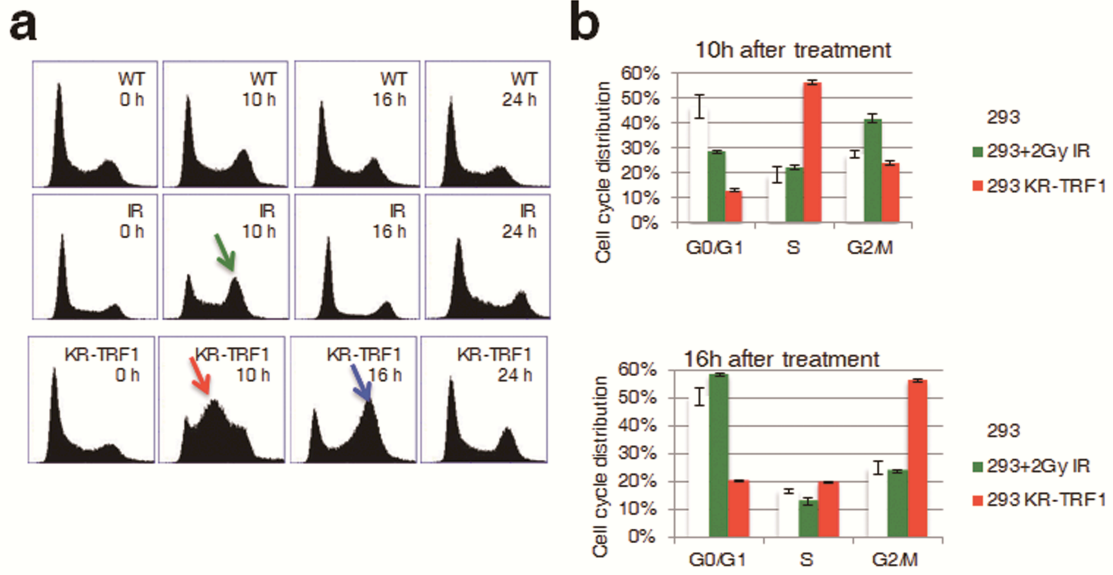 a
WT
0 h
WT
10 h
WT
16 h
WT
24 h
IR
0 h
IR
10 h
IR
16 h
IR
24 h
KR-TRF1
0 h
KR-TRF1
10 h
KR-TRF1
16 h
KR-TRF1
24 h
b
10h after treatment
Cell cycle distribution
60%
50%
40%
30%
20%
10%
0%
G0/G1 S G2/M
293
293+2Gy IR
293 KR-TRF1
16h after treatment
Cell cycle distribution
60%
50%
40%
30%
20%
10%
0%
G0/G1 S G2/M
293
293+2Gy IR
293 KR-TRF1